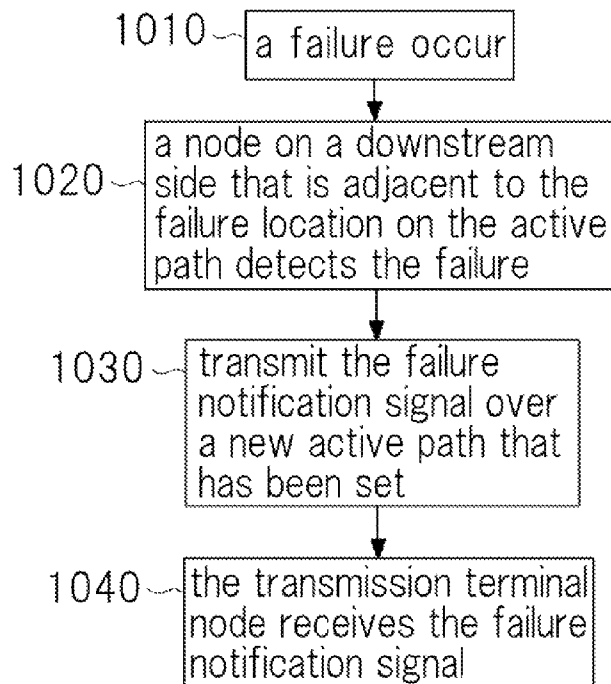 1010
a failure occur
1020
a node on a downstream
side that is adjacent to the
failure location on the active
path detects the failure
1030
transmit the failure
notification signal over
a new active path that
has been set
1040
the transmission terminal
node receives the failure
notification signal